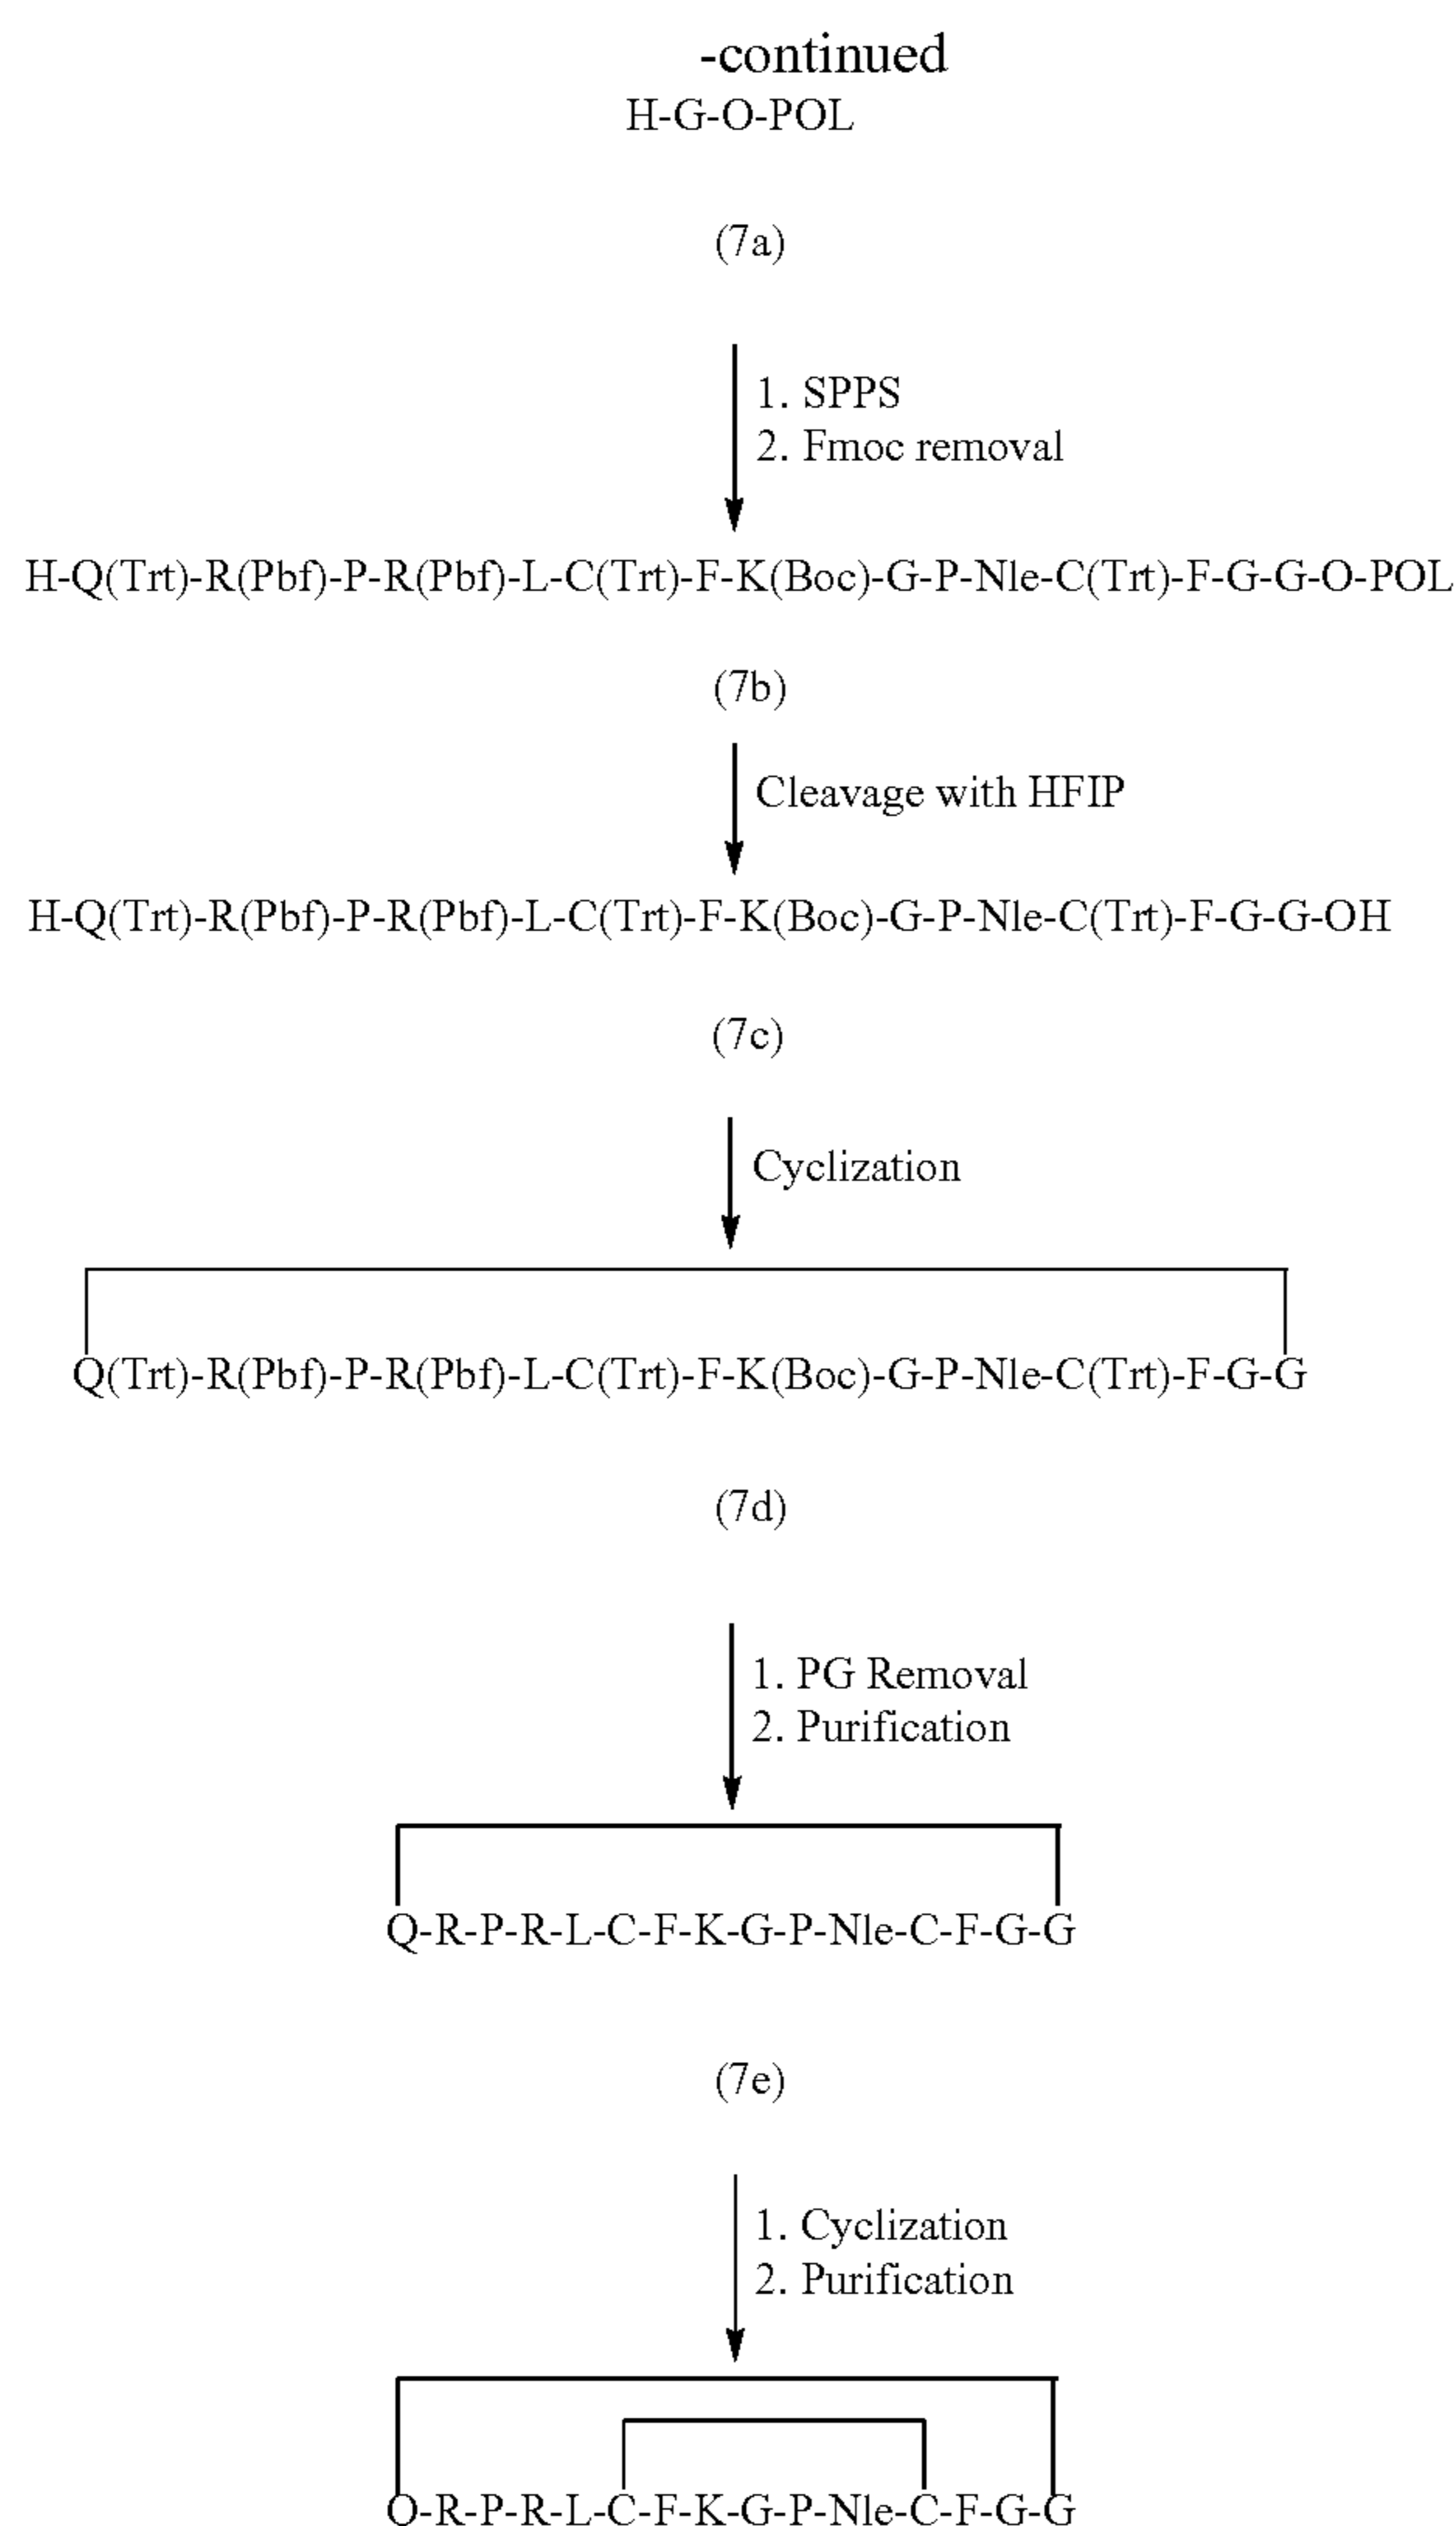 -continued
H-G-O-POL
(7a)
1. SPPS
2. Fmoc removal
H-Q(Trt)-R(Pbf)-P-R(Pbf)-L-C(Trt)-F-K(Boc)-G-P-Nle-C(Trt)-F-G-G-O-POL
(7b)
Cleavage with HFIP
H-Q(Trt)-R(Pbf)-P-R(Pbf)-L-C(Trt)-F-K(Boc)-G-P-Nle-C(Trt)-F-G-G-OH
(7c)
Cyclization
Q(Trt)-R(Pbf)-P-R(Pbf)-L-C(Trt)-F-K(Boc)-G-P-Nle-C(Trt)-F-G-G
(7d)
1. PG Removal
2. Purification
Q-R-P-R-L-C-F-K-G-P-Nle-C-F-G-G
(7e)
1. Cyclization
2. Purification
Q-R-P-R-L-C-F-K-G-P-Nle-C-F-G-G